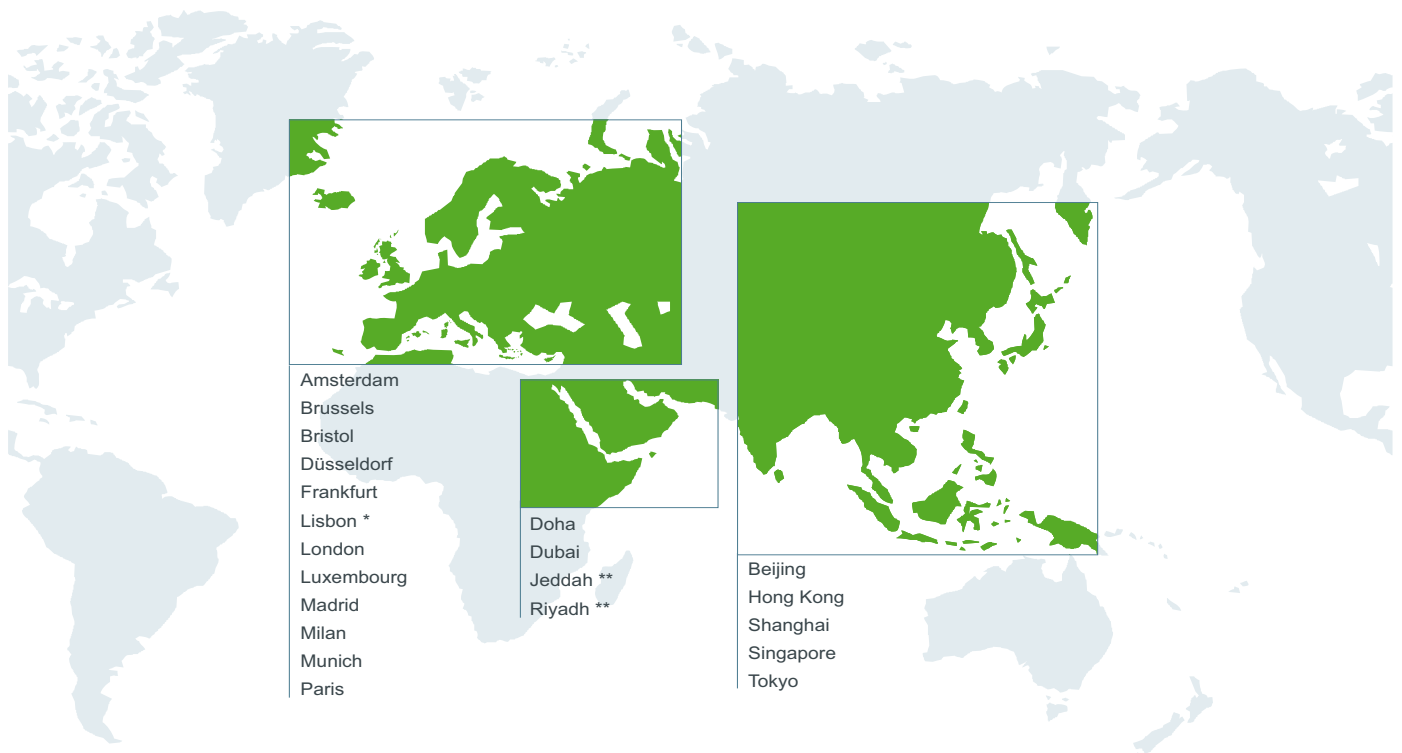 Amsterdam
Brussels
Bristol
Düsseldorf
Frankfurt
Lisbon *
London
Luxembourg
Madrid
Milan
Munich
Paris
Doha
Dubai
Jeddah **
Riyadh **
Beijing
Hong Kong
Shanghai
Singapore
Tokyo